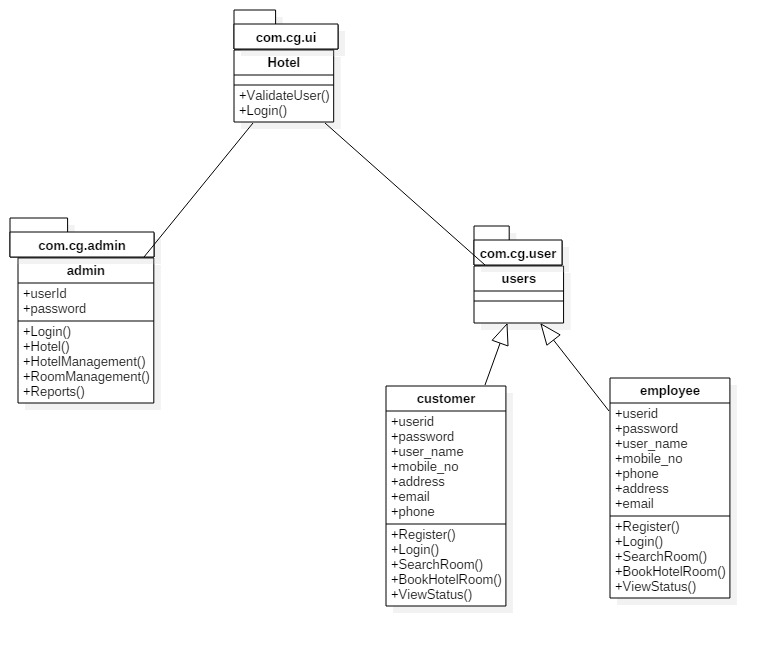 com.cg.ui
Hotel
+ValidateUser()
+Login()
com.cg.admin
admin
+userId
+password
+Login()
+Hotel()
+HotelManagement()
+RoomManagement()
+Reports()
com.cg.user
users
customer
+userid
+password
+user_name
+mobile_no
+address
+email
+phone
+Register()
+Login()
+SearchRoom()
+BookHotelRoom()
+ViewStatus()
employee
+userid
+password
+user_name
+mobile_no
+phone
+address
+email
+Register()
+Login()
+SearchRoom()
+BookHotelRoom()
+ViewStatus()